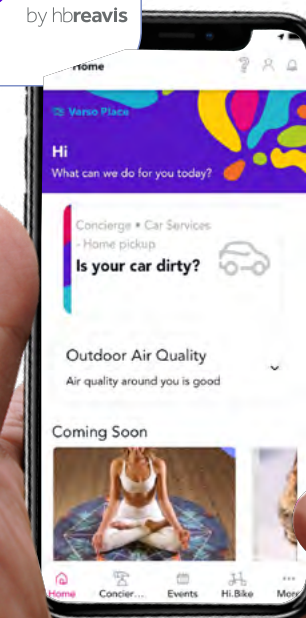 by hbreavis
Home
Verso Place
Hi
What can we do for you today?
Concierge • Car Services
- Home pickup
Is your car dirty?
Outdoor Air Quality
Air quality around you is good
Coming Soon
Home Concier... Events Hi.Bike More